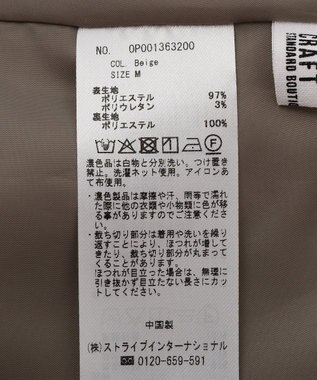 NO. 0P001363200
COL. Beige
SIZE M
表生地
ポリエステル 97%
ポリウレタン 3%
裏生地
ポリエステル 100%
濃色品は白物と分別洗い。つけ置き
禁止。洗濯ネット使用。アイロンあ
て布使用。
・濃色製品は摩擦や汗、雨等で濡れ
た際に他の衣類や小物類に色が移
る事がありますのでご注意くださ
い。
・裁ち切り部分は着用や洗いを繰り
返すことにより、ほつれが増して
きたり、裁ち切り部分が丸まって
くることがあります。
ほつれが目立った場合は、無理に
引き抜かず目立たない長さにカッ
トしてください。
中国製
(株)ストライプインターナショナル
☎ 0120-659-591
CRAFT
STANDARD BOUTI